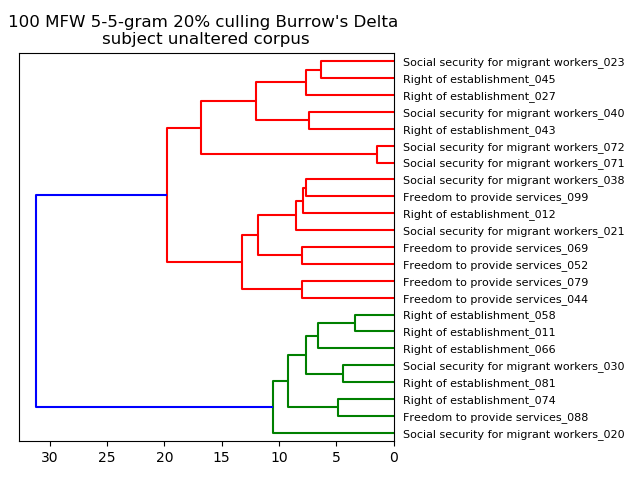 100 MFW 5-5-gram 20% culling Burrow's Delta
subject unaltered corpus
Social security for migrant workers_023
Right of establishment_045
Right of establishment_027
Social security for migrant workers_040
Right of establishment_043
Social security for migrant workers_072
Social security for migrant workers_071
Social security for migrant workers_038
Freedom to provide services_099
Right of establishment_012
Social security for migrant workers_021
Freedom to provide services_069
Freedom to provide services_052
Freedom to provide services_079
Freedom to provide services_044
Right of establishment_058
Right of establishment_011
Right of establishment_066
Social security for migrant workers_030
Right of establishment_081
Right of establishment_074
Freedom to provide services_088
Social security for migrant workers_020
30 25 20 15 10 5 0